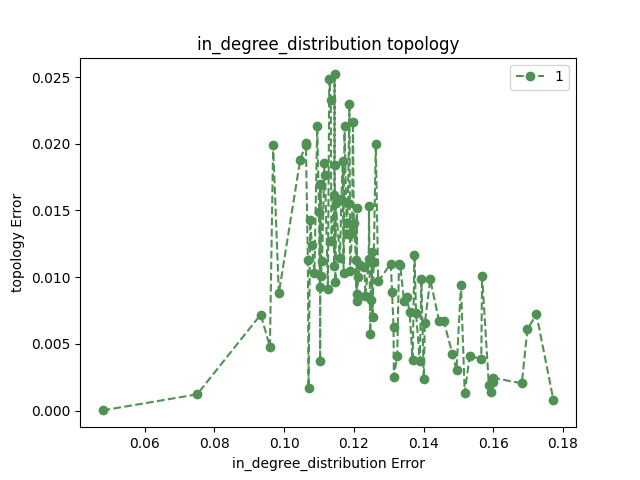 in_degree_distribution topology
1
topology Error
0.025
0.020
0.015
0.010
0.005
0.000
0.06 0.08 0.10 0.12 0.14 0.16 0.18
in_degree_distribution Error